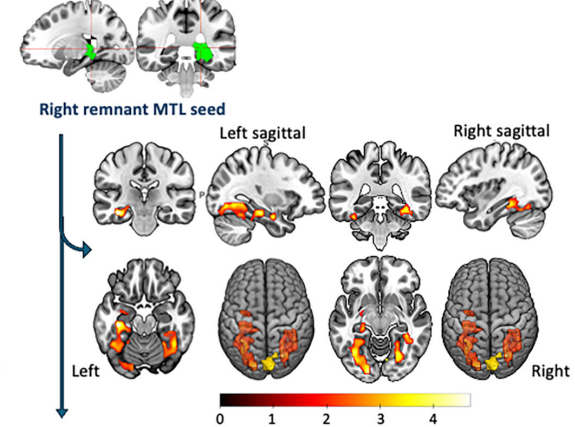 Right remnant MTL seed
Left sagittal
Right sagittal
P
Left
Right
0 1 2 3 4